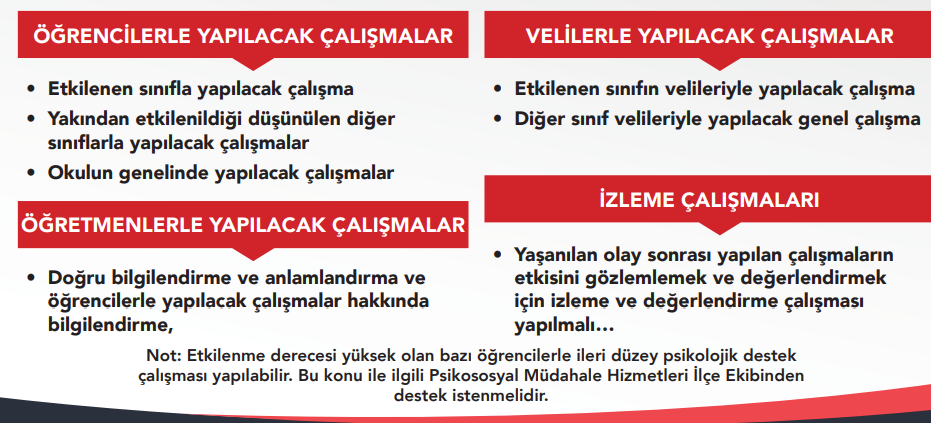 ÖĞRENCİLERLE YAPILACAK ÇALIŞMALAR
• Etkilenen sınıfla yapılacak çalışma
• Yakından etkilenildiği düşünülen diğer
sınıflarla yapılacak çalışmalar
• Okulun genelinde yapılacak çalışmalar
ÖĞRETMENLERLE YAPILACAK ÇALIŞMALAR
• Doğru bilgilendirme ve anlamlandırma ve
öğrencilerle yapılacak çalışmalar hakkında
bilgilendirme,
VELİLERLE YAPILACAK ÇALIŞMALAR
• Etkilenen sınıfın velileriyle yapılacak çalışma
• Diğer sınıf velileriyle yapılacak genel çalışma
İZLEME ÇALIŞMALARI
• Yaşanılan olay sonrası yapılan çalışmaların
etkisini gözlemlemek ve değerlendirmek
için izleme ve değerlendirme çalışması
yapılmalı…
Not: Etkilenme derecesi yüksek olan bazı öğrencilerle ileri düzey psikolojik destek
çalışması yapılabilir. Bu konu ile ilgili Psikososyal Müdahale Hizmetleri İlçe Ekibinden
destek istenmelidir.